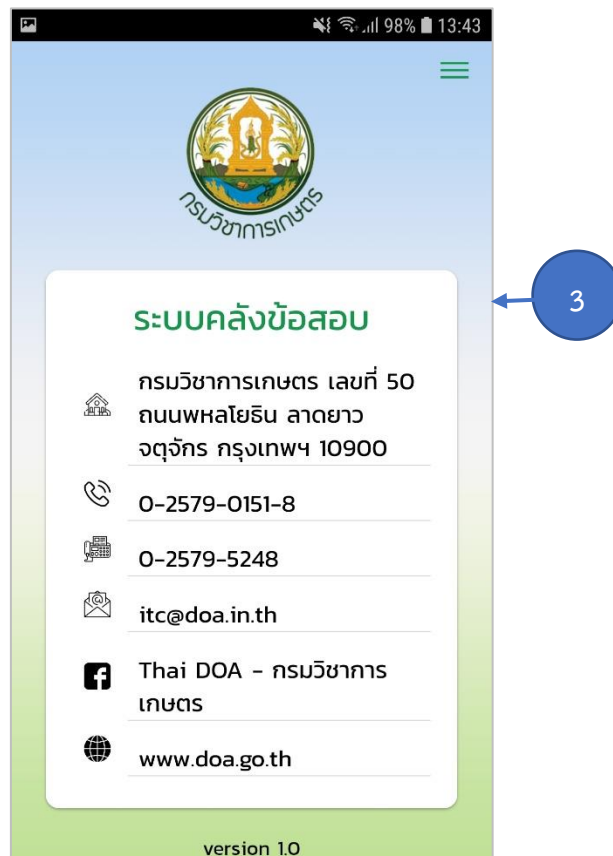 98% 13:43
กรมวิชาการเกษตร
ระบบคลังข้อสอบ
3
กรมวิชาการเกษตร เลขที่ 50
ถนนพหลโยธิน ลาดยาว
จตุจักร กรุงเทพฯ 10900
0-2579-0151-8
0-2579-5248
itc@doa.in.th
Thai DOA - กรมวิชาการ
เกษตร
www.doa.go.th
version 1.0